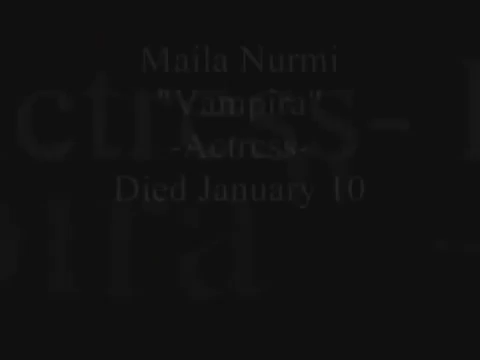 Maila Nurmi
"Vampira"
-Actress-
Died January 10